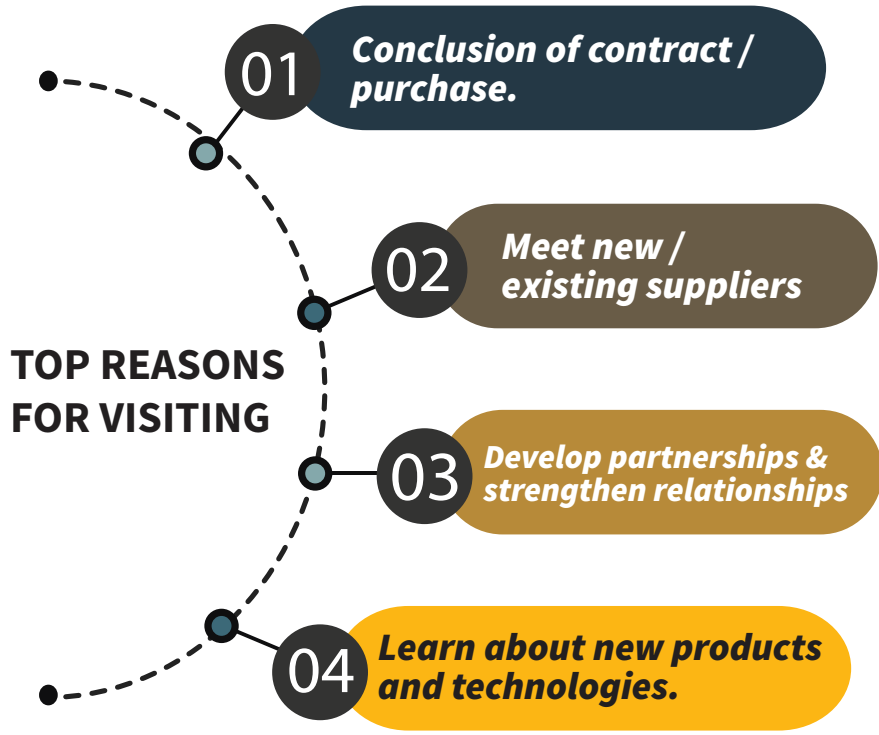 01
Conclusion of contract /
purchase.
02
Meet new /
existing suppliers
TOP REASONS
FOR VISITING
03
Develop partnerships &
strengthen relationships
04
Learn about new products
and technologies.